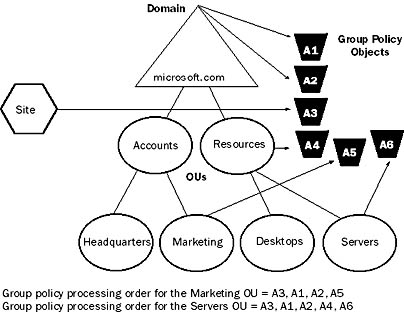 Domain
Group Policy
Objects
A1
A2
microsoft.com
Site
A3
Accounts
Resources
A4
A5
A6
OUs
Headquarters
Marketing
Desktops
Servers
Group policy processing order for the Marketing OU = A3, A1, A2, A5
Group policy processing order for the Servers OU = A3, A1, A2, A4, A6